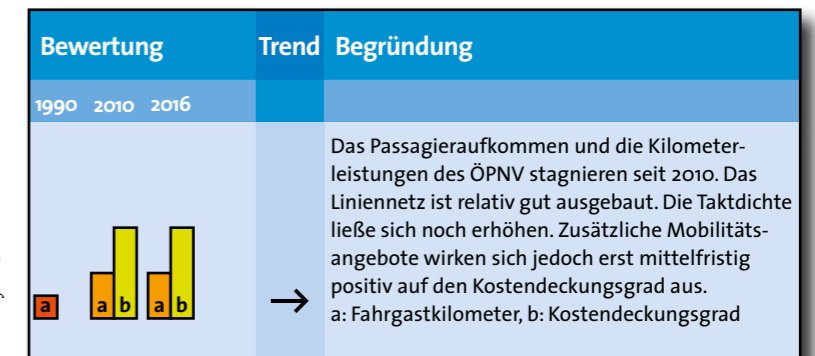 Bewertung Trend Begründung
1990 2010 2016
Das Passagieraufkommen und die Kilometer-
leistungen des ÖPNV stagnieren seit 2010. Das
Liniennetz ist relativ gut ausgebaut. Die Taktdichte
ließe sich noch erhöhen. Zusätzliche Mobilitäts-
angebote wirken sich jedoch erst mittelfristig
positiv auf den Kostendeckungsgrad aus.
a: Fahrgastkilometer, b: Kostendeckungsgrad
a a b a b